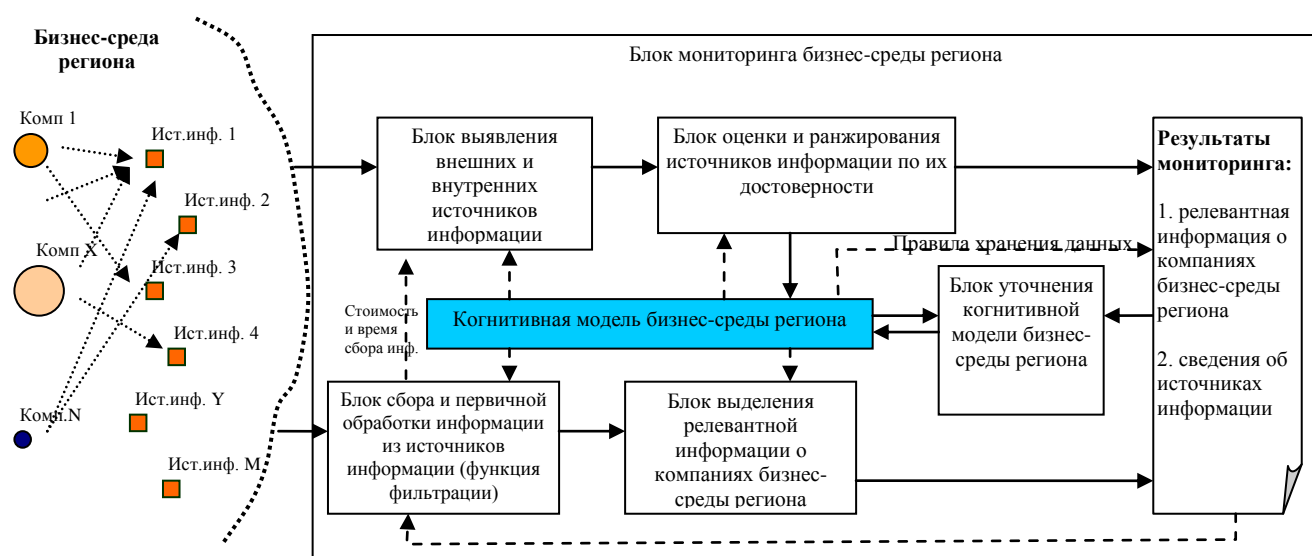 Бизнес-среда
региона
Комп 1
Ист.инф. 1
Ист.инф. 2
Комп.X
Ист.инф. 3
Ист.инф. 4
Комп.N
Ист.инф. Y
Ист.инф. M
Блок мониторинга бизнес-среды региона
Блок выявления
внешних и
внутренних
источников
информации
Блок оценки и ранжирования
источников информации по их
достоверности
Правила хранения данных
Стоимость
и время
сбора инф.
Когнитивная модель бизнес-среды региона
Блок уточнения
когнитивной
модели бизнес-
среды региона
Блок сбора и первичной
обработки информации
из источников
информации (функция
фильтрации)
Блок выделения
релевантной
информации о
компаниях бизнес-
среды региона
Результаты
мониторинга:
1. релевантная
информация о
компаниях
бизнес-среды
региона
2. сведения об
источниках
информации